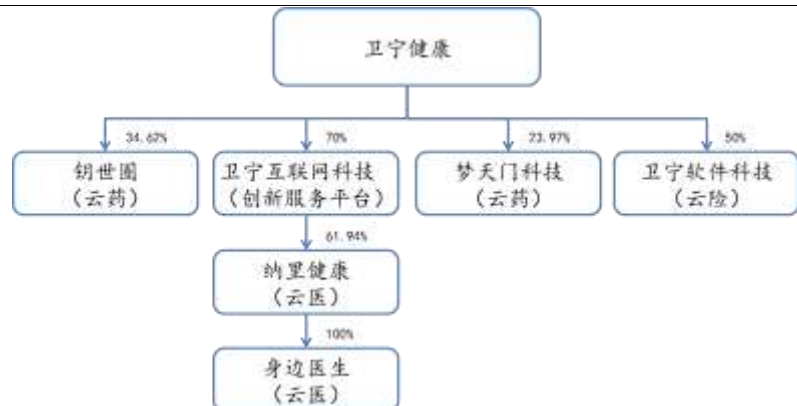 卫宁健康
34.67%
70%
23.97%
50%
钥世圈
（云药）
卫宁互联网科技
（创新服务平台）
梦天门科技
（云药）
卫宁软件科技
（云险）
61.94%
纳里健康
（云医）
100%
身边医生
（云医）